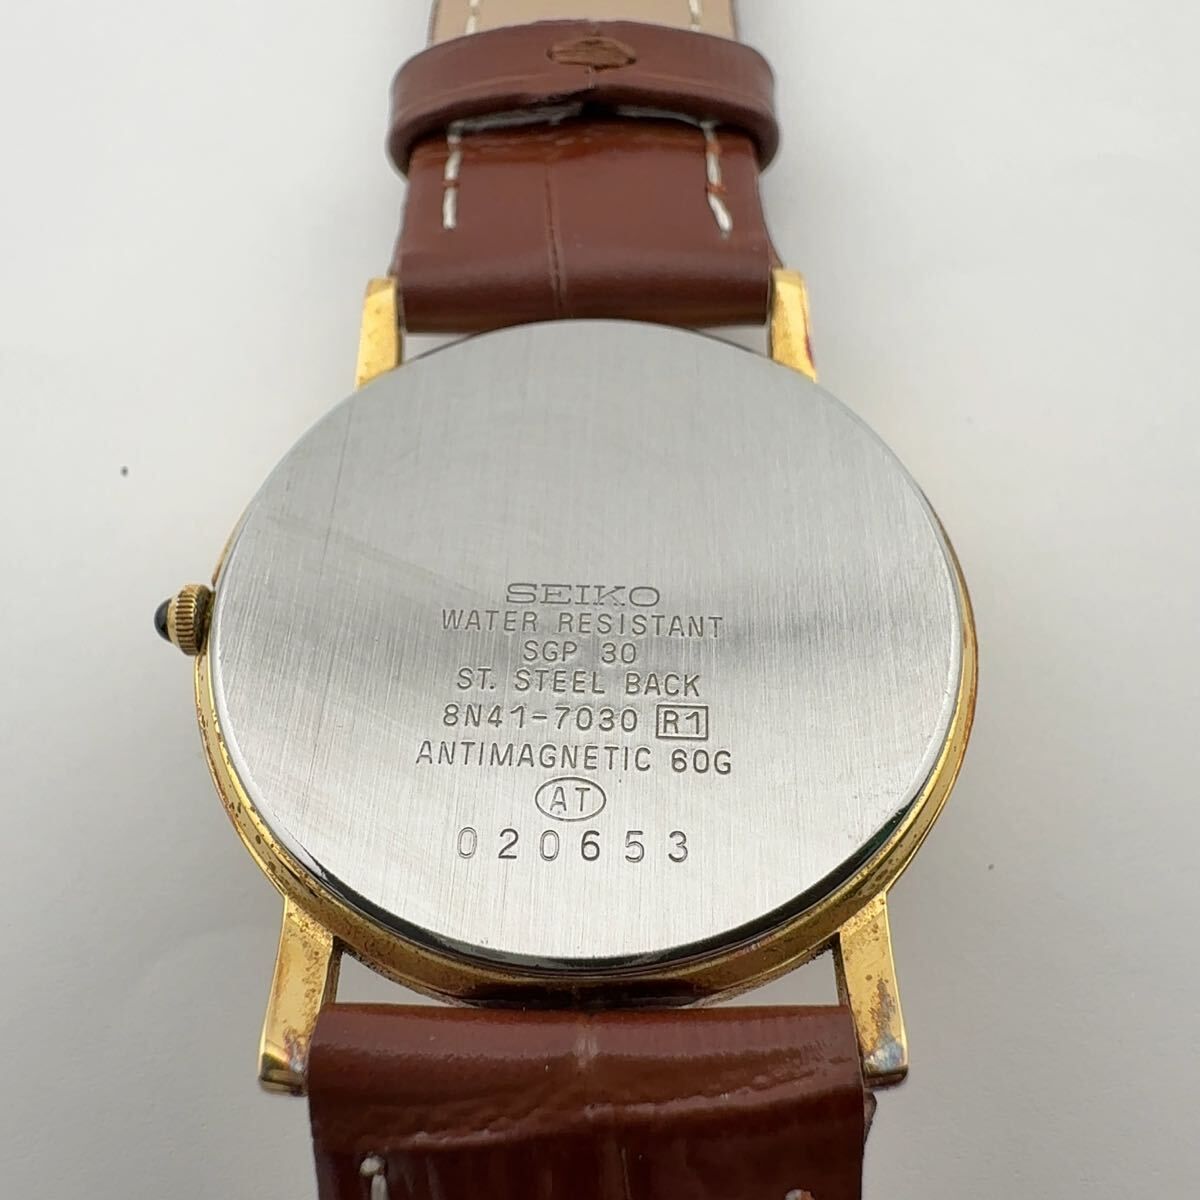 SEIKO
WATER RESISTANT
SGP 30
ST. STEEL BACK
8N41-7030 R1
ANTIMAGNETIC 60G
AT
020653